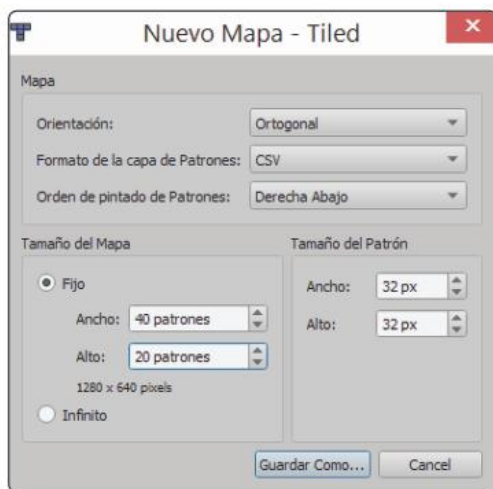 Nuevo Mapa - Tiled
Mapa
Orientación: Ortogonal
Formato de la capa de Patrones: CSV
Orden de pintado de Patrones: Derecha Abajo
Tamaño del Mapa
Fijo
Ancho: 40 patrones
Alto: 20 patrones
1280 x 640 pixels
Infinito
Tamaño del Patrón
Ancho: 32 px
Alto: 32 px
Guardar Como... Cancel